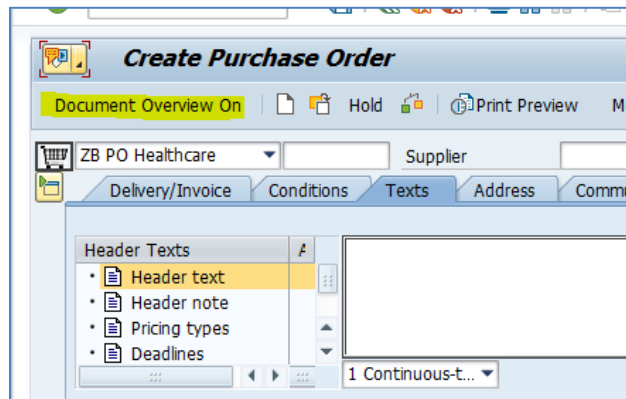 Create Purchase Order
Document Overview On Hold Print Preview M
ZB PO Healthcare Supplier
Delivery/Invoice Conditions Texts Address Commu
Header Texts A
Header text
Header note
Pricing types
Deadlines
1 Continuous-t...